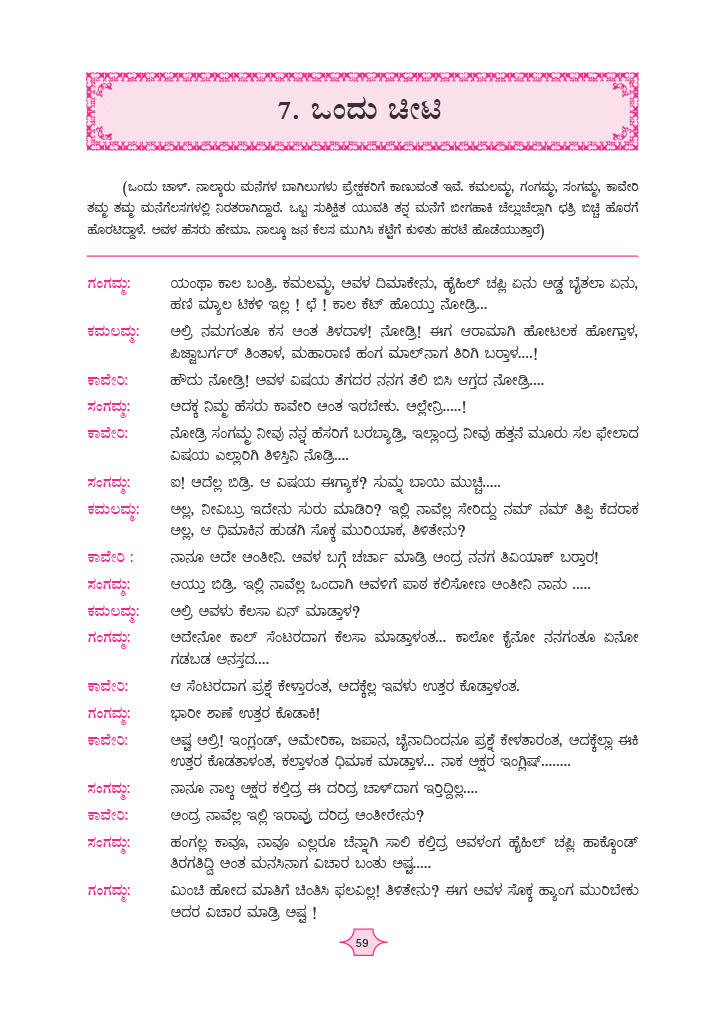 7. ಒಂದು ಚೀಟಿ
(ಒಂದು ಚಾಳ್. ನಾಲ್ಕಾರು ಮನೆಗಳ ಬಾಗಿಲುಗಳು ಪ್ರೇಕ್ಷಕರಿಗೆ ಕಾಣುವಂತೆ ಇವೆ. ಕಮಲಮ್ಮ, ಗಂಗಮ್ಮ, ಸಂಗಮ್ಮ, ಕಾವೇರಿ
ತಮ್ಮ ತಮ್ಮ ಮನೆಗೆಲಸಗಳಲ್ಲಿ ನಿರತರಾಗಿದ್ದಾರೆ. ಒಬ್ಬ ಸುಶಿಕ್ಷಿತ ಯುವತಿ ತನ್ನ ಮನೆಗೆ ಬೀಗಹಾಕಿ ಚೆಲ್ಲುಚೆಲ್ಲಾಗಿ ಛತ್ರಿ ಬಿಚ್ಚಿ ಹೊರಗೆ
ಹೊರಟಿದ್ದಾಳೆ. ಅವಳ ಹೆಸರು ಹೇಮಾ. ನಾಲ್ಕೂ ಜನ ಕೆಲಸ ಮುಗಿಸಿ ಕಟ್ಟೆಗೆ ಕುಳಿತು ಹರಟೆ ಹೊಡೆಯುತ್ತಾರೆ)
ಗಂಗಮ್ಮ: ಯಂಥಾ ಕಾಲ ಬಂತ್ರಿ. ಕಮಲಮ್ಮ, ಅವಳ ದಿಮಾಕೇನು, ಹೈಹಿಲ್ ಚಪ್ಲಿ ಏನು ಅಡ್ಡ ಬೈತಲಾ ಏನು,
ಹಣಿ ಮ್ಯಾಲ ಟಿಕಳಿ ಇಲ್ಲ ! ಛೆ ! ಕಾಲ ಕೆಟ್ ಹೊಯ್ತು ನೋಡ್ರಿ...
ಕಮಲಮ್ಮ: ಅಲ್ರಿ ನಮಗಂತೂ ಕಸ ಅಂತ ತಿಳದಾಳ! ನೋಡ್ರಿ! ಈಗ ಆರಾಮಾಗಿ ಹೋಟಲಕ ಹೋಗ್ತಾಳ,
ಪಿಜ್ಜಾಬರ್ಗರ್ ತಿಂತಾಳ, ಮಹಾರಾಣಿ ಹಂಗ ಮಾಲ್‌ನಾಗ ತಿರಿಗಿ ಬರ‍್ತಾಳ....!
ಕಾವೇರಿ: ಹೌದು ನೋಡ್ರಿ! ಅವಳ ವಿಷಯ ತೆಗದರ ನನಗ ತೆಲಿ ಬಿಸಿ ಆಗ್ತದ ನೋಡ್ರಿ....
ಸಂಗಮ್ಮ: ಅದಕ್ಕ ನಿಮ್ಮ ಹೆಸರು ಕಾವೇರಿ ಅಂತ ಇರಬೇಕು. ಅಲ್ಲೇನ್ರಿ.....!
ಕಾವೇರಿ: ನೋಡ್ರಿ ಸಂಗಮ್ಮ ನೀವು ನನ್ನ ಹೆಸರಿಗೆ ಬರಬ್ಯಾಡ್ರಿ, ಇಲ್ಲಾಂದ್ರ ನೀವು ಹತ್ತನೆ ಮೂರು ಸಲ ಫೇಲಾದ
ವಿಷಯ ಎಲ್ಲಾರಿಗಿ ತಿಳಿಸ್ತಿನಿ ನೊಡ್ರಿ....
ಸಂಗಮ್ಮ: ಐ! ಅದೆಲ್ಲ ಬಿಡ್ರಿ. ಆ ವಿಷಯ ಈಗ್ಯಾಕ? ಸುಮ್ನ ಬಾಯಿ ಮುಚ್ಚಿ.....
ಕಮಲಮ್ಮ: ಅಲ್ಲ, ನೀವಿಬ್ರು ಇದೇನು ಸುರು ಮಾಡಿರಿ? ಇಲ್ಲಿ ನಾವೆಲ್ಲ ಸೇರಿದ್ದು ನಮ್ ನಮ್ ತಿಪ್ಪಿ ಕೆದರಾಕ
ಅಲ್ಲ, ಆ ಧಿಮಾಕಿನ ಹುಡಗಿ ಸೊಕ್ಕ ಮುರಿಯಾಕ, ತಿಳಿತೇನು?
ಕಾವೇರಿ : ನಾನೂ ಅದೇ ಅಂತೀನಿ. ಅವಳ ಬಗ್ಗೆ ಚರ್ಚಾ ಮಾಡ್ರಿ ಅಂದ್ರ ನನಗ ತಿವಿಯಾಕ್ ಬರ‍್ತಾರ!
ಸಂಗಮ್ಮ: ಆಯ್ತು ಬಿಡ್ರಿ. ಇಲ್ಲಿ ನಾವೆಲ್ಲ ಒಂದಾಗಿ ಅವಳಿಗೆ ಪಾಠ ಕಲಿಸೋಣ ಅಂತೀನಿ ನಾನು .....
ಕಮಲಮ್ಮ: ಅಲ್ರಿ ಅವಳು ಕೆಲಸಾ ಏನ್ ಮಾಡ್ತಾಳ?
ಗಂಗಮ್ಮ: ಅದೇನೋ ಕಾಲ್ ಸೆಂಟರದಾಗ ಕೆಲಸಾ ಮಾಡ್ತಾಳಂತ... ಕಾಲೋ ಕೈನೋ ನನಗಂತೂ ಏನೋ
ಗಡಬಡ ಅನಸ್ತದ....
ಕಾವೇರಿ: ಆ ಸೆಂಟರದಾಗ ಪ್ರಶ್ನೆ ಕೇಳ್ತಾರಂತ, ಅದಕ್ಕೆಲ್ಲ ಇವಳು ಉತ್ತರ ಕೊಡ್ತಾಳಂತ.
ಗಂಗಮ್ಮ: ಭಾರೀ ಶಾಣೆ ಉತ್ತರ ಕೊಡಾಕಿ!
ಕಾವೇರಿ: ಅಷ್ಟ ಅಲ್ರಿ! ಇಂಗ್ಲಂಡ್, ಅಮೇರಿಕಾ, ಜಪಾನ, ಚೈನಾದಿಂದನೂ ಪ್ರಶ್ನೆ ಕೇಳತಾರಂತ, ಅದಕ್ಕೆಲ್ಲಾ ಈಕಿ
ಉತ್ತರ ಕೊಡತಾಳಂತ, ಕಲ್ತಾಳಂತ ಧಿಮಾಕ ಮಾಡ್ತಾಳ... ನಾಕ ಅಕ್ಷರ ಇಂಗ್ಲಿಷ್........
ಸಂಗಮ್ಮ: ನಾನೂ ನಾಲ್ಕ ಅಕ್ಷರ ಕಲ್ತಿದ್ರ ಈ ದರಿದ್ರ ಚಾಳ್‌ದಾಗ ಇರ‍್ತಿದ್ದಿಲ್ಲ....
ಕಾವೇರಿ: ಅಂದ್ರ ನಾವೆಲ್ಲ ಇಲ್ಲಿ ಇರಾವ್ರು ದರಿದ್ರ ಅಂತೀರೇನು?
ಸಂಗಮ್ಮ: ಹಂಗಲ್ಲ ಕಾವೂ, ನಾವೂ ಎಲ್ಲರೂ ಚೆನ್ನಾಗಿ ಸಾಲಿ ಕಲ್ತಿದ್ರ ಅವಳಂಗ ಹೈಹಿಲ್ ಚಪ್ಲಿ ಹಾಕ್ಕೊಂಡ್
ತಿರಗತಿದ್ವಿ ಅಂತ ಮನಸಿನಾಗ ವಿಚಾರ ಬಂತು ಅಷ್ಟ.....
ಗಂಗಮ್ಮ: ಮಿಂಚಿ ಹೋದ ಮಾತಿಗೆ ಚಿಂತಿಸಿ ಫಲವಿಲ್ಲ! ತಿಳಿತೇನು? ಈಗ ಅವಳ ಸೊಕ್ಕ ಹ್ಯಾಂಗ ಮುರಿಬೇಕು
ಅದರ ವಿಚಾರ ಮಾಡ್ರಿ ಅಷ್ಟ !
59